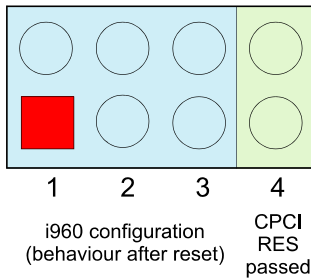 1 2 3 4
i960 configuration
(behaviour after reset)
CPCI
RES
passed